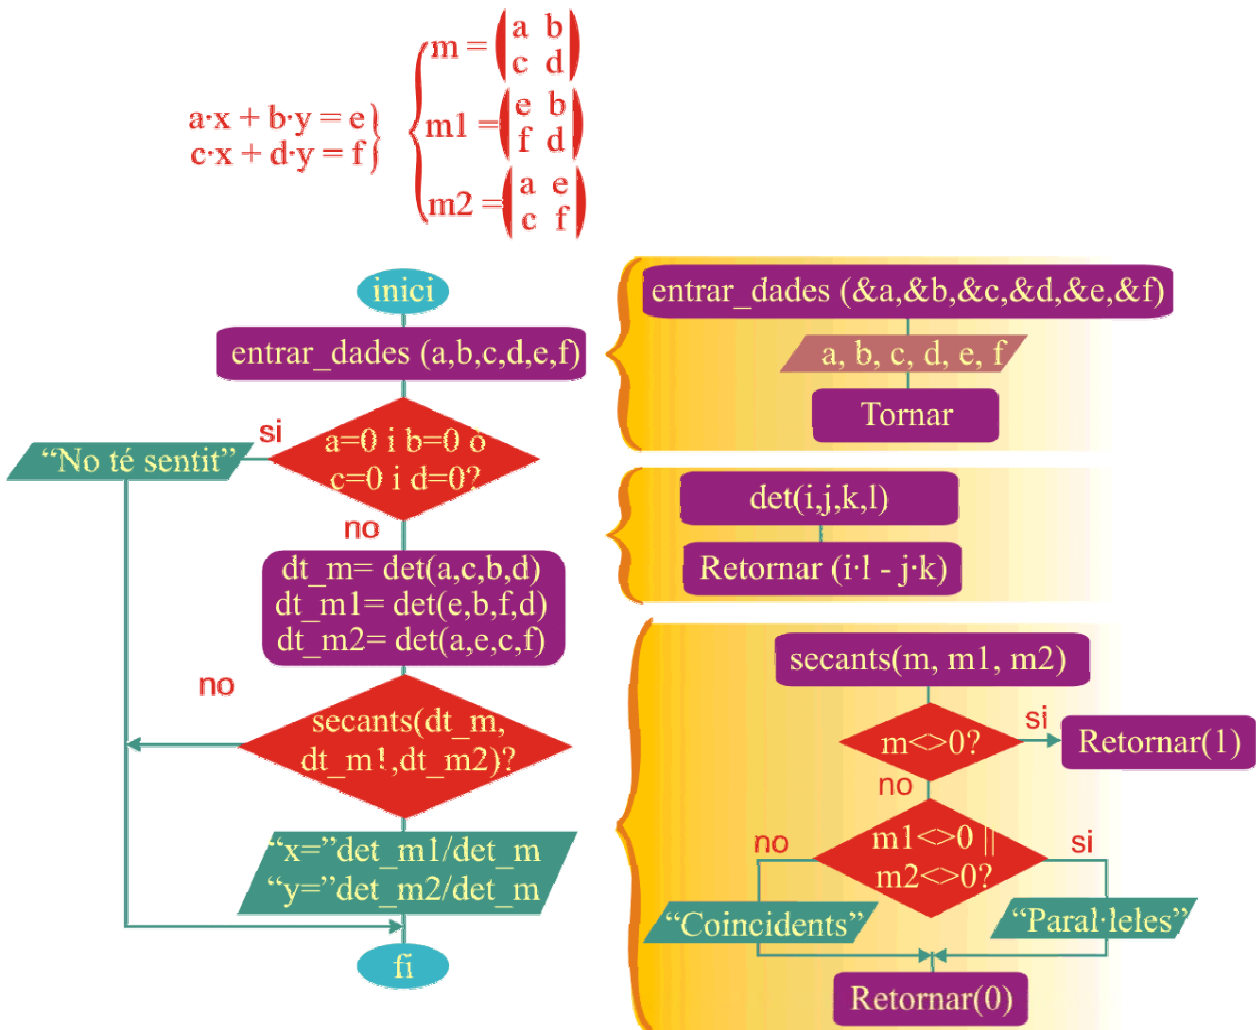 a·x + b·y = e
c·x + d·y = f
m =
a b
c d
m1 =
e b
f d
m2 =
a e
c f
inici
entrar_dades (a,b,c,d,e,f)
si
a=0 i b=0 ò
c=0 i d=0?
"No té sentit"
no
dt_m= det(a,c,b,d)
dt_m1= det(e,b,f,d)
dt_m2= det(a,e,c,f)
no
secants(dt_m,
dt_m1,dt_m2)?
"x="det_m1/det_m
"y="det_m2/det_m
fi
entrar_dades (&a,&b,&c,&d,&e,&f)
a, b, c, d, e, f
Tornar
det(i,j,k,l)
Retornar (i·l - j·k)
secants(m, m1, m2)
m<>0?
si
Retornar(1)
no
m1<>0 ||
m2<>0?
no
si
"Coincidents"
"Paral·leles"
Retornar(0)